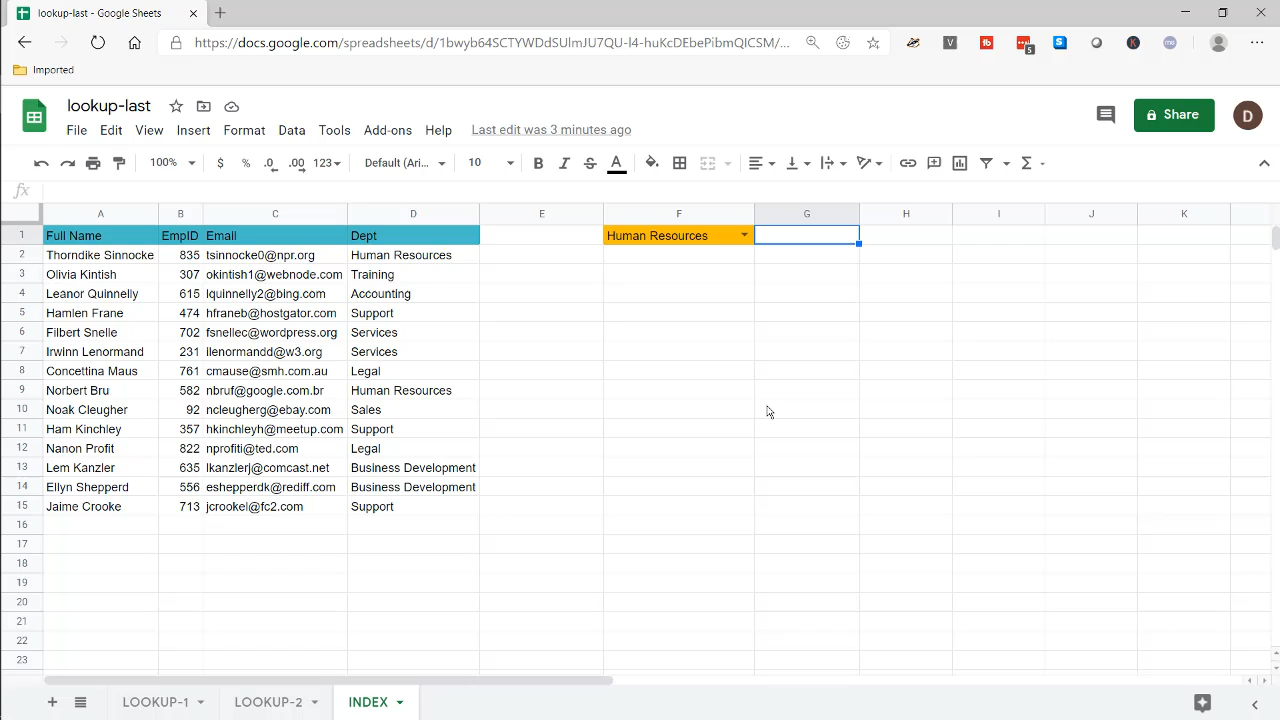 lookup-last - Google Sheets
https://docs.google.com/spreadsheets/d/1bwyb64SCTYWDdSUlmJU7QU-l4-huKcDEbePibmQICSM/...
Imported
lookup-last
File Edit View Insert Format Data Tools Add-ons Help Last edit was 3 minutes ago
Share
D
100% $ % .0 .00 123 Default (Ari... 10 B I S A
fx
A B C D E F G H I J K
1 Full Name EmpID Email Dept Human Resources
2 Thorndike Sinnocke 835 tsinnocke0@npr.org Human Resources
3 Olivia Kintish 307 okintish1@webnode.com Training
4 Leanor Quinnelly 615 lquinnelly2@bing.com Accounting
5 Hamlen Frane 474 hfraneb@hostgator.com Support
6 Filbert Snelle 702 fsnellec@wordpress.org Services
7 Irwinn Lenormand 231 ilenormandd@w3.org Services
8 Concettina Maus 761 cmause@smh.com.au Legal
9 Norbert Bru 582 nbruf@google.com.br Human Resources
10 Noak Cleugher 92 ncleugherg@ebay.com Sales
11 Ham Kinchley 357 hkinchleyh@meetup.com Support
12 Nanon Profit 822 nprofiti@ted.com Legal
13 Lem Kanzler 635 lkanzlerj@comcast.net Business Development
14 Ellyn Shepperd 556 eshepperdk@rediff.com Business Development
15 Jaime Crooke 713 jcrookel@fc2.com Support
16
17
18
19
20
21
22
23
LOOKUP-1 LOOKUP-2 INDEX